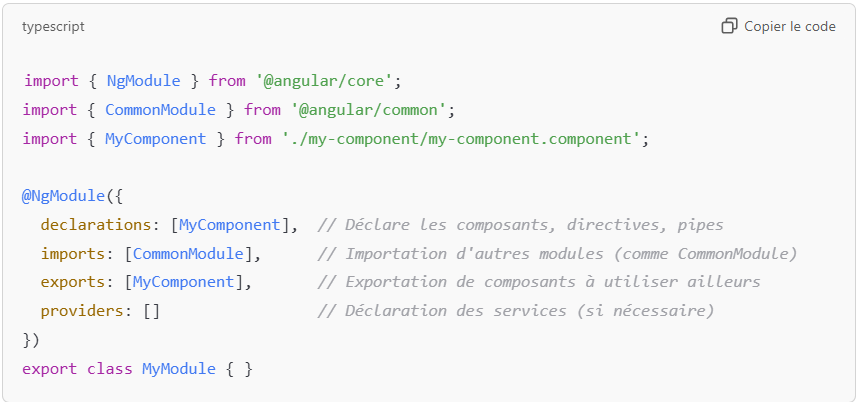 typescript
Copier le code
import { NgModule } from '@angular/core';
import { CommonModule } from '@angular/common';
import { MyComponent } from './my-component/my-component.component';
@NgModule({
  declarations: [MyComponent],  // Déclare les composants, directives, pipes
  imports: [CommonModule],      // Importation d'autres modules (comme CommonModule)
  exports: [MyComponent],       // Exportation de composants à utiliser ailleurs
  providers: []                 // Déclaration des services (si nécessaire)
})
export class MyModule { }